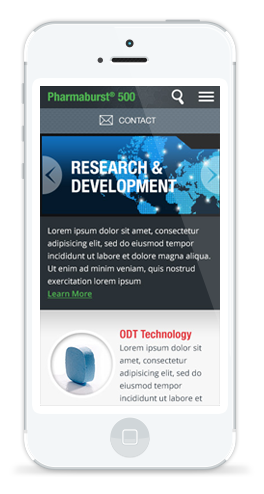 Pharmaburst® 500
CONTACT
RESEARCH &
DEVELOPMENT
Lorem ipsum dolor sit amet, consectetur
adipisicing elit, sed do eiusmod tempor
incididunt ut labore et dolore magna aliqua.
Ut enim ad minim veniam, quis nostrud
exercitation lorem ipsum
Learn More
ODT Technology
Lorem ipsum dolor sit
amet, consectetur
adipisicing elit, sed do
eiusmod tempor
incididunt ut labore et